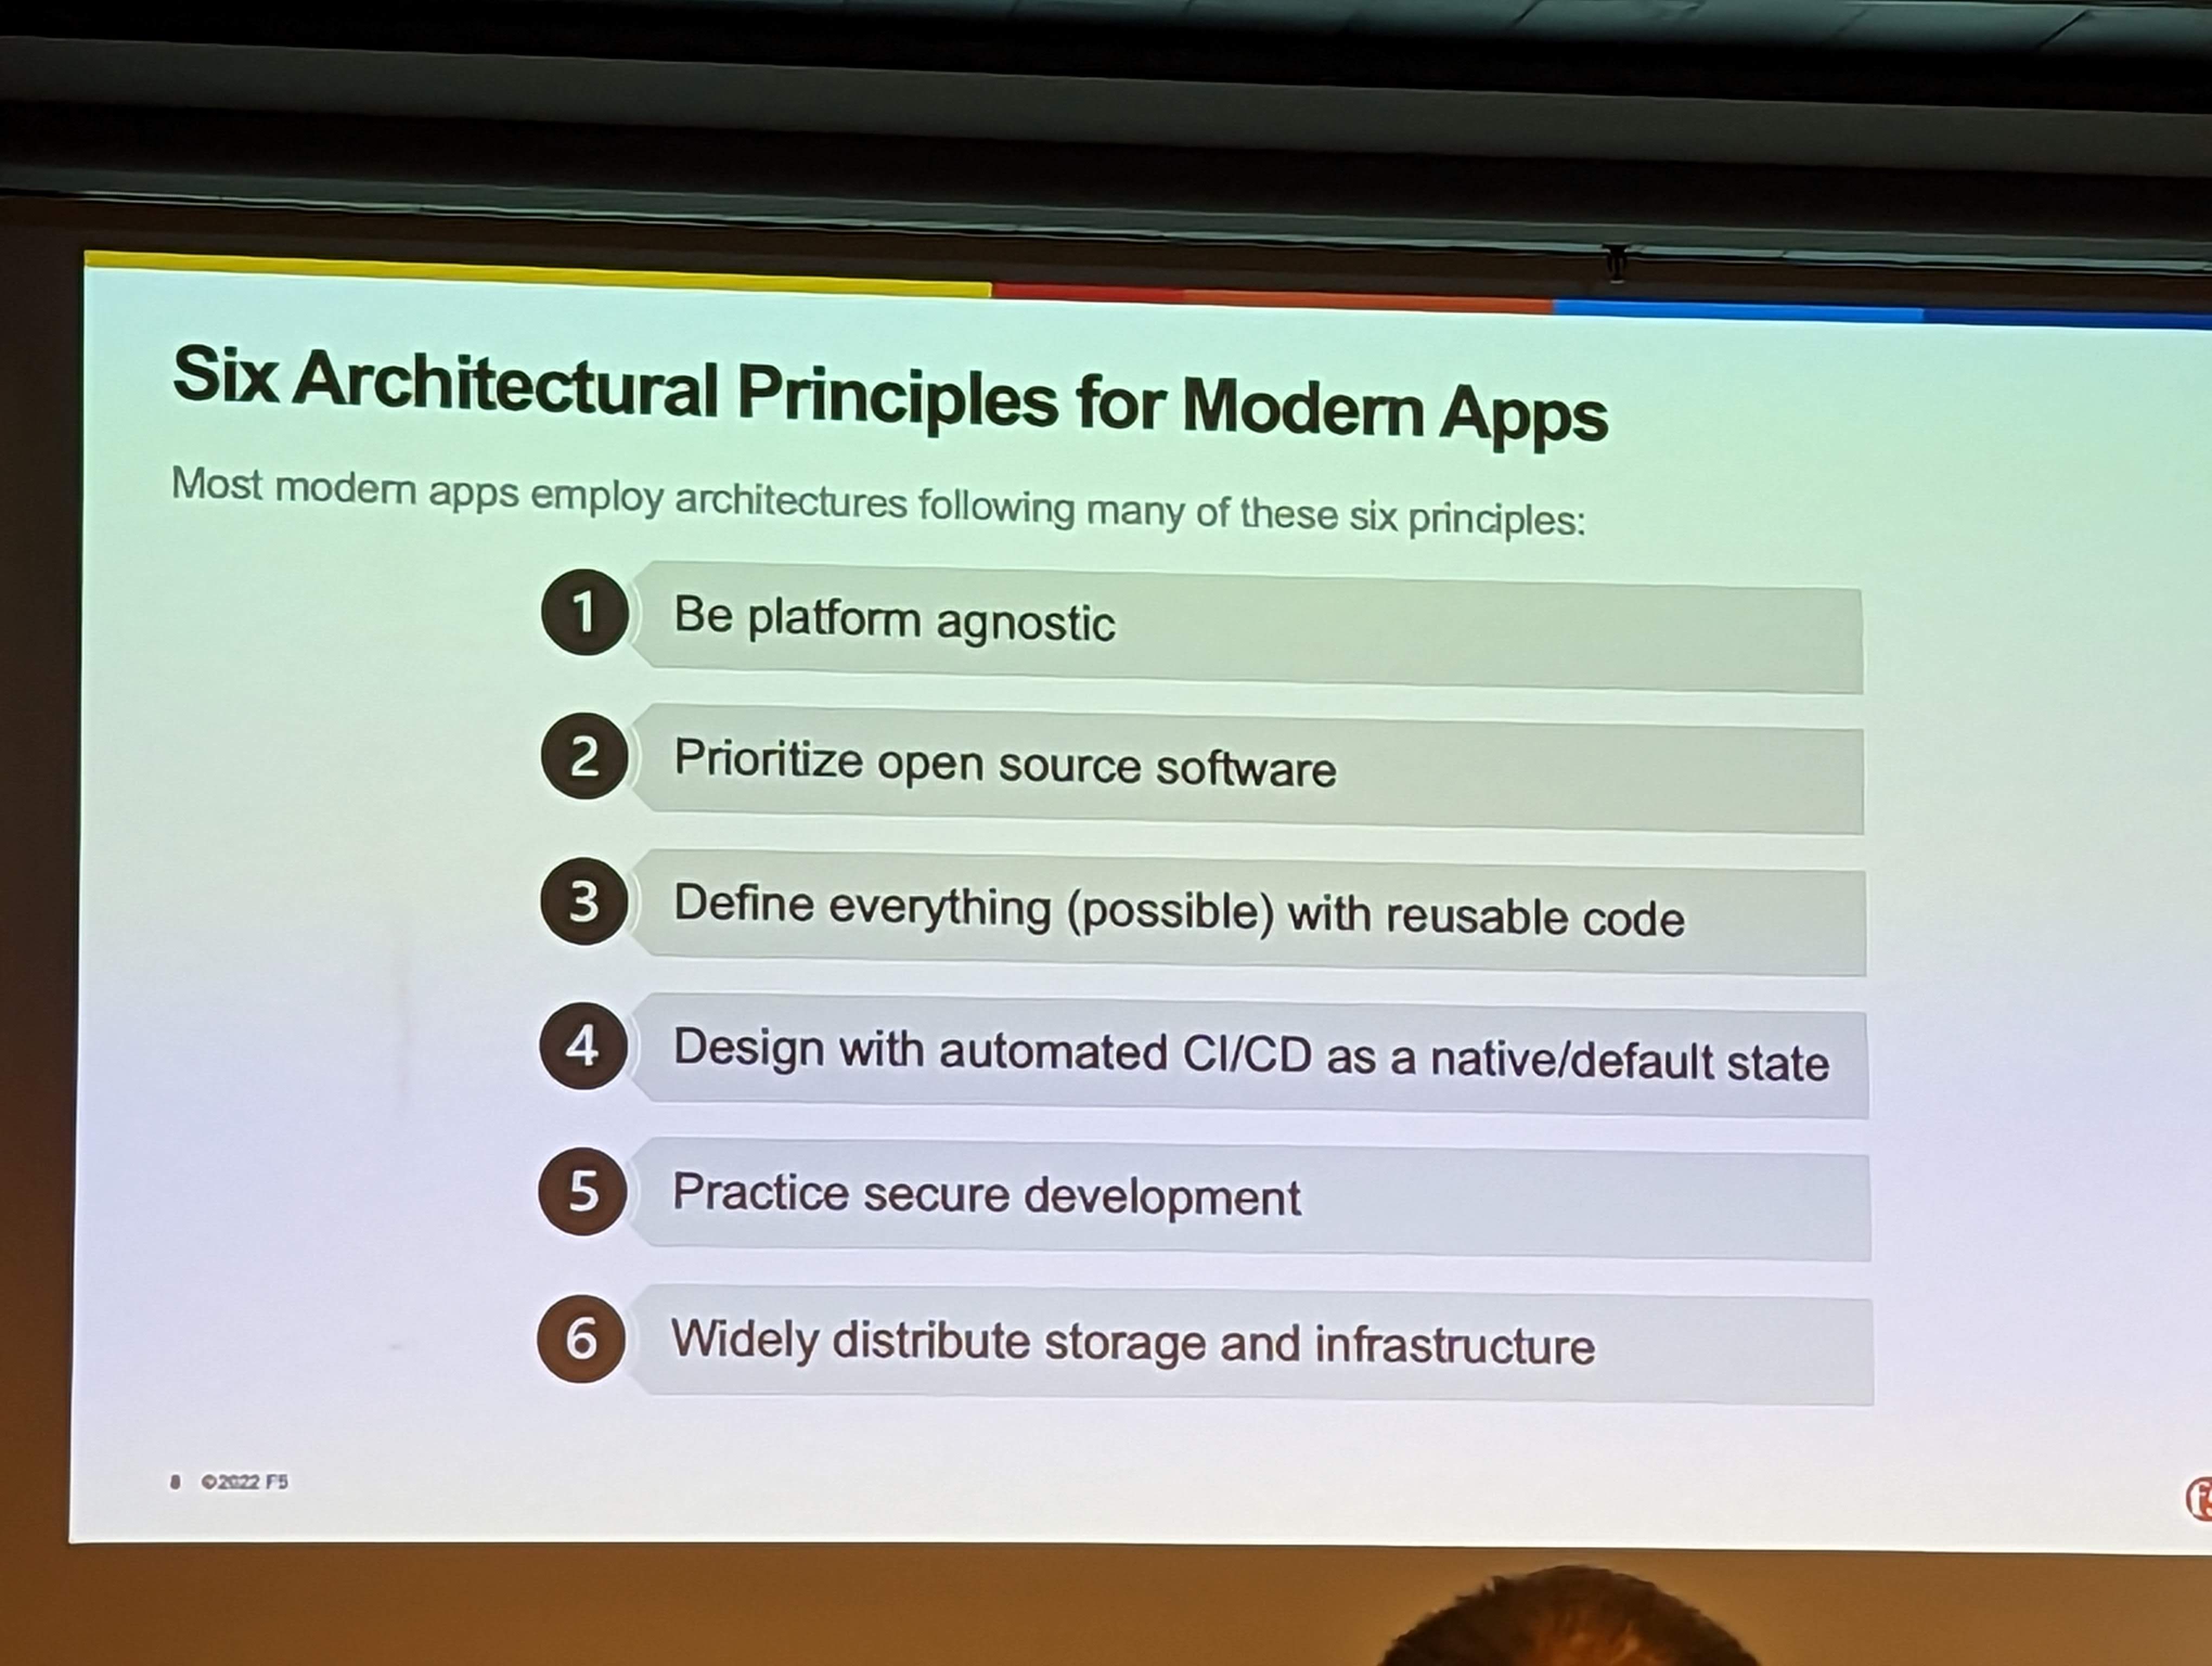 Six Architectural Principles for Modern Apps
Most modern apps employ architectures following many of these six principles:
1 Be platform agnostic
2 Prioritize open source software
3 Define everything (possible) with reusable code
4 Design with automated CI/CD as a native/default state
5 Practice secure development
6 Widely distribute storage and infrastructure
8 ©2022 F5
f5